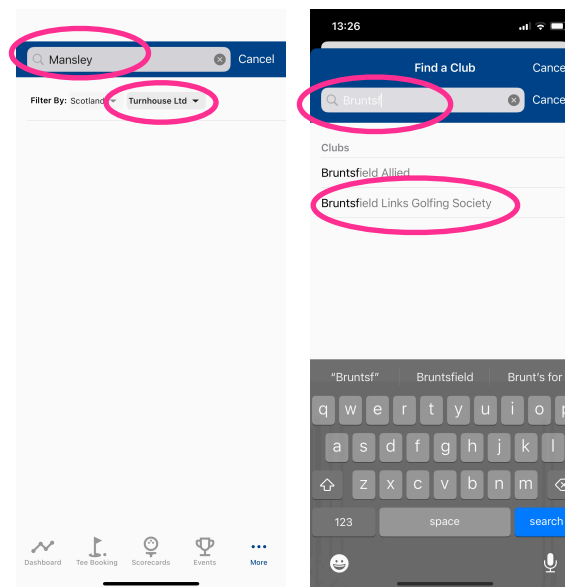 Mansley
Cancel
Filter By: Scotland
Turnhouse Ltd
Dashboard
Tee Booking
Scorecards
Events
More
13:26
Find a Club
Cance
Bruntsf
Cance
Clubs
Bruntsfield Allied
Bruntsfield Links Golfing Society
"Bruntsf"
Bruntsfield
Brunt's for
q w e r t y u i o p
a s d f g h j k l
z x c v b n m
123
space
search